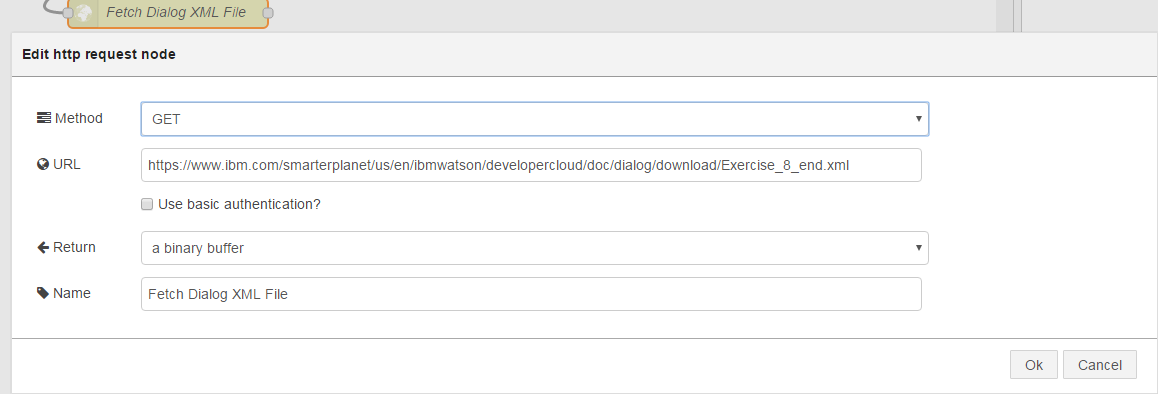 Fetch Dialog XML File
Edit http request node
Method GET
URL https://www.ibm.com/smarterplanet/us/en/ibmwatson/developercloud/doc/dialog/download/Exercise_8_end.xml
Use basic authentication?
Return a binary buffer
Name Fetch Dialog XML File
Ok Cancel